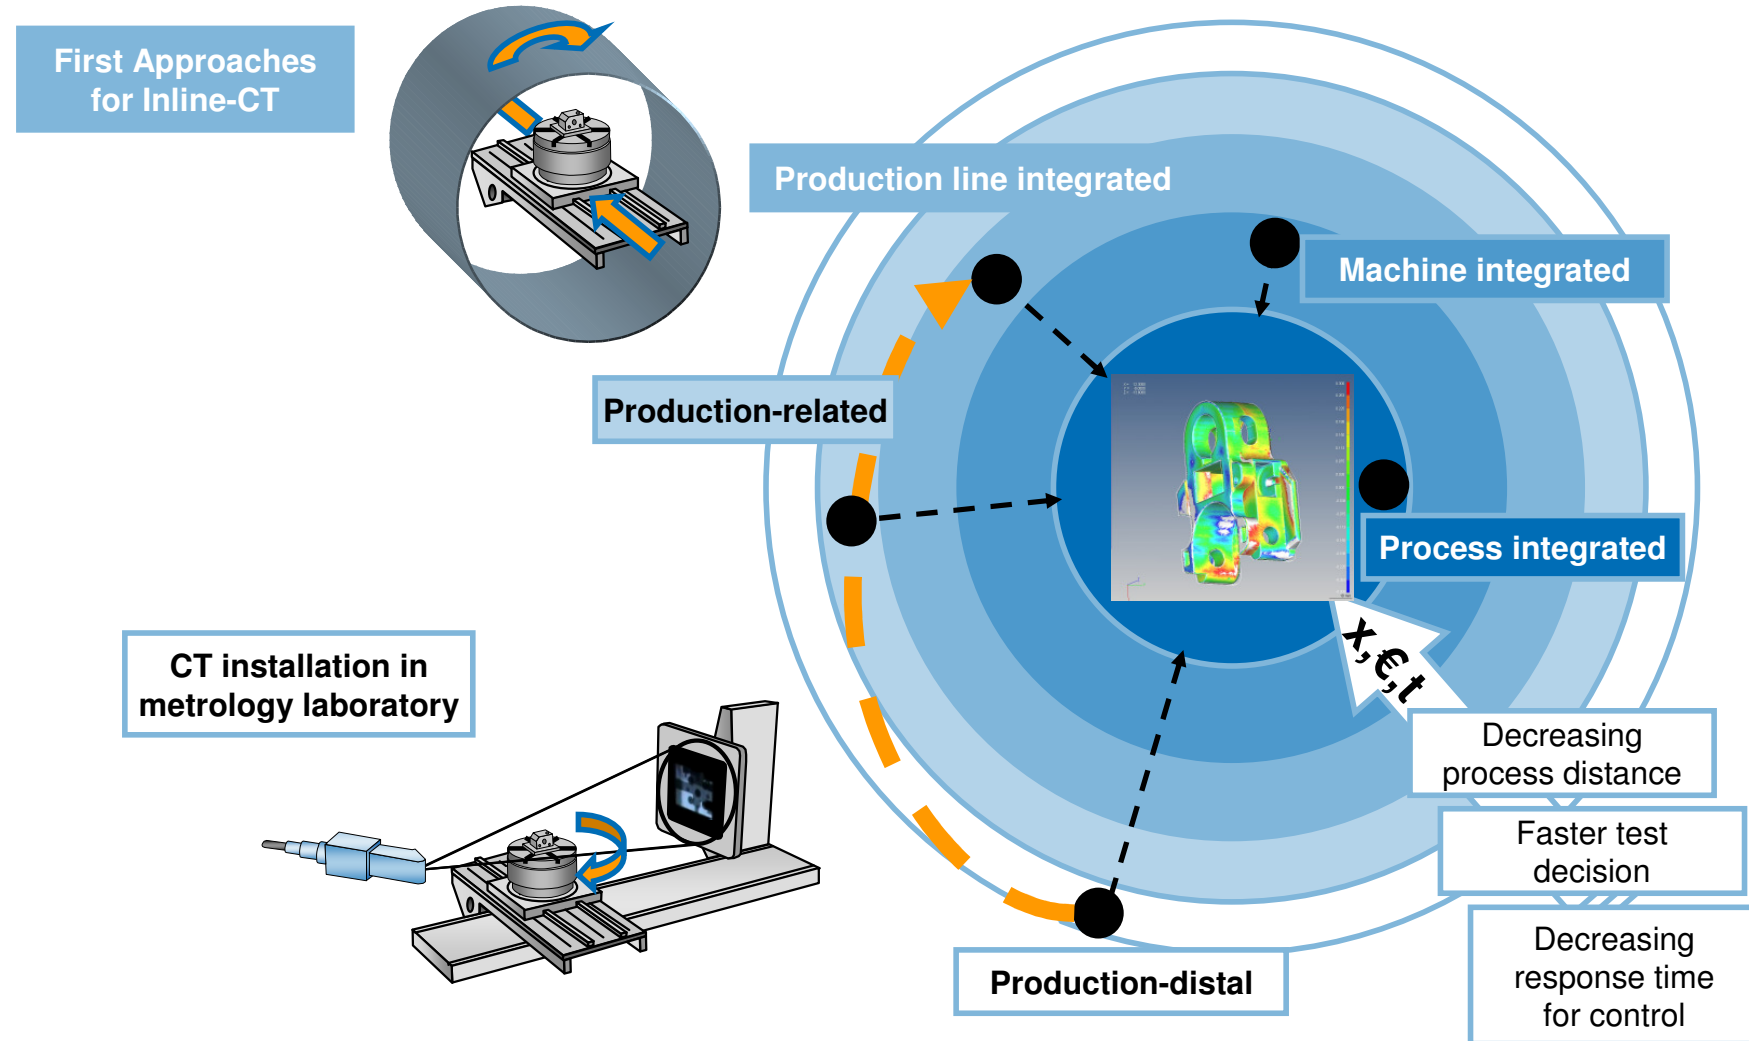 First Approaches
for Inline-CT
Production line integrated
Machine integrated
Production-related
Process integrated
x,€,t
CT installation in
metrology laboratory
Decreasing
process distance
Faster test
decision
Decreasing
response time
for control
Production-distal